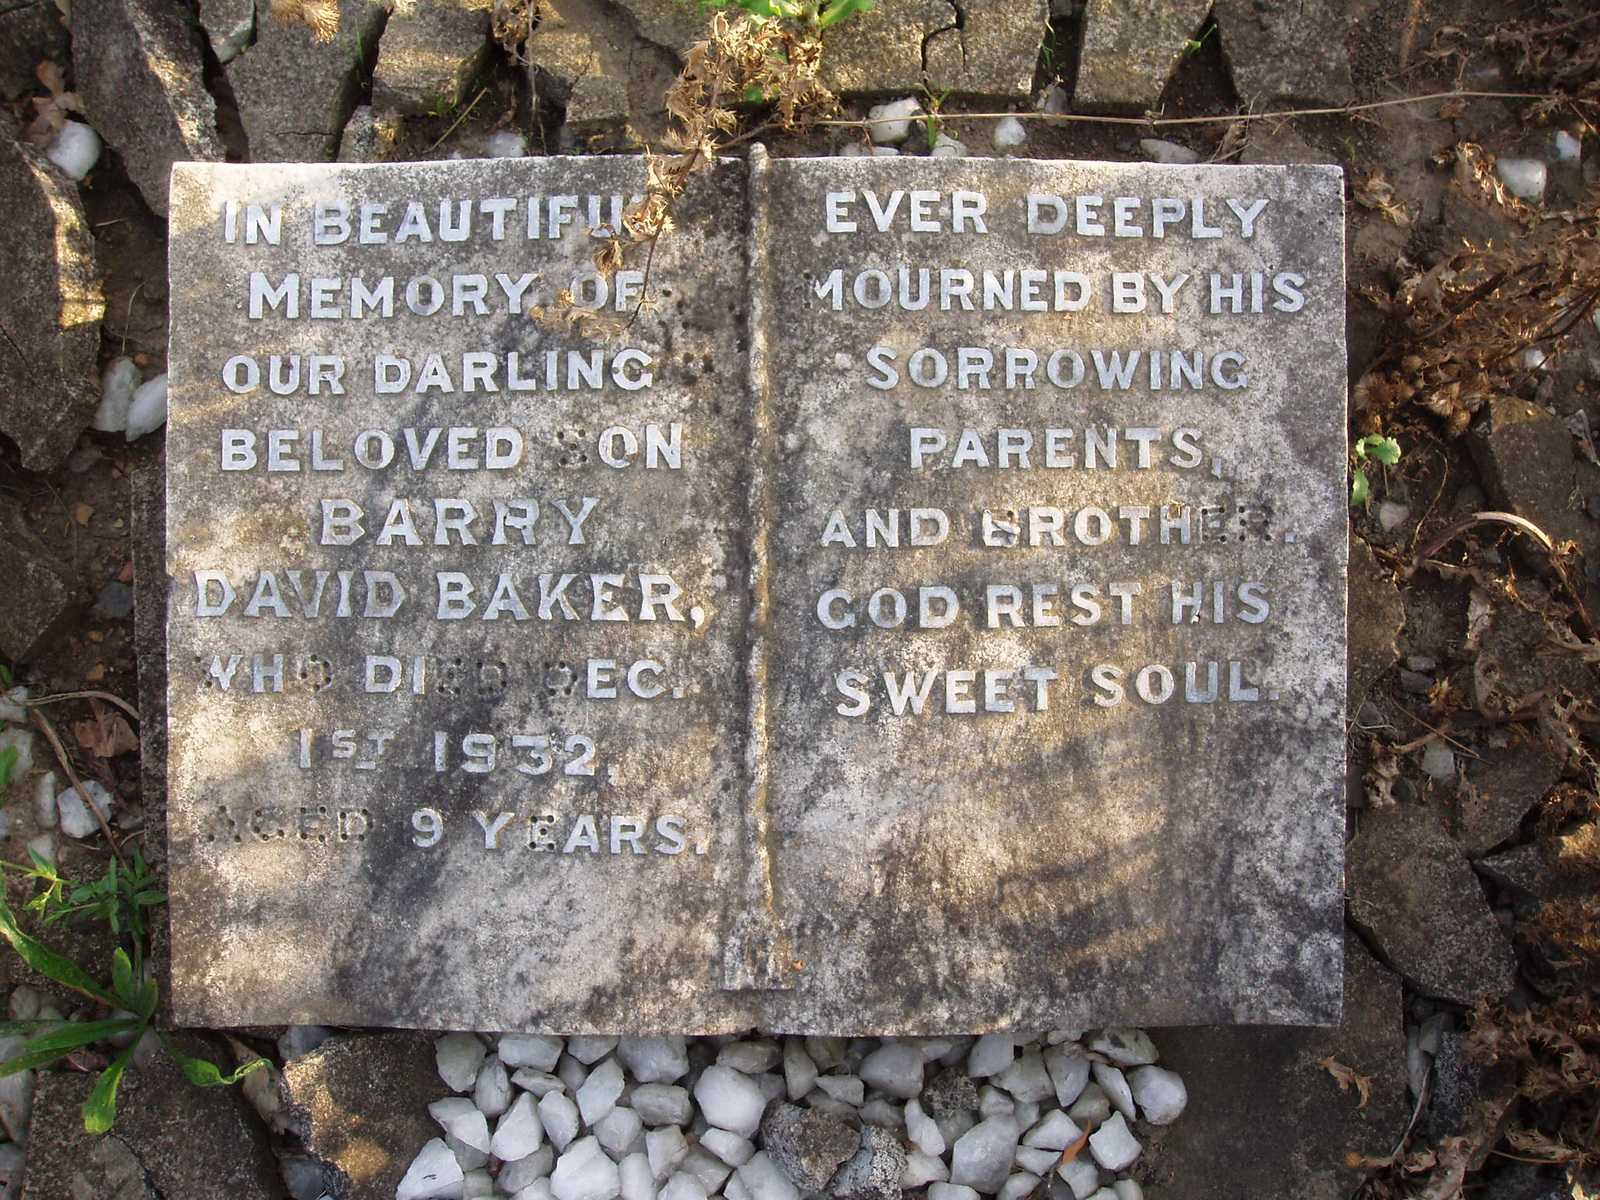 IN BEAUTIFUL
MEMORY OF
OUR DARLING
BELOVED SON
BARRY
DAVID BAKER,
WHO DIED DEC.
1ST 1932.
AGED 9 YEARS.
EVER DEEPLY
MOURNED BY HIS
SORROWING
PARENTS,
AND BROTHER.
GOD REST HIS
SWEET SOUL.